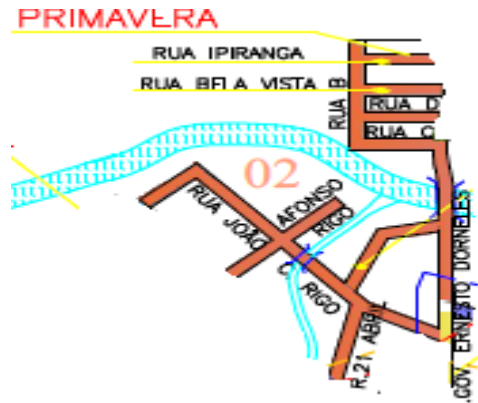 PRIMAVERA
RUA IPIRANGA
RUA BELA VISTA
RUA B
RUA D
RUA C
02
AFONSO
RIGO
RUA JOÃO C. RIGO
R.21 ABRIL
.GOV. ERNESTO DORNELES